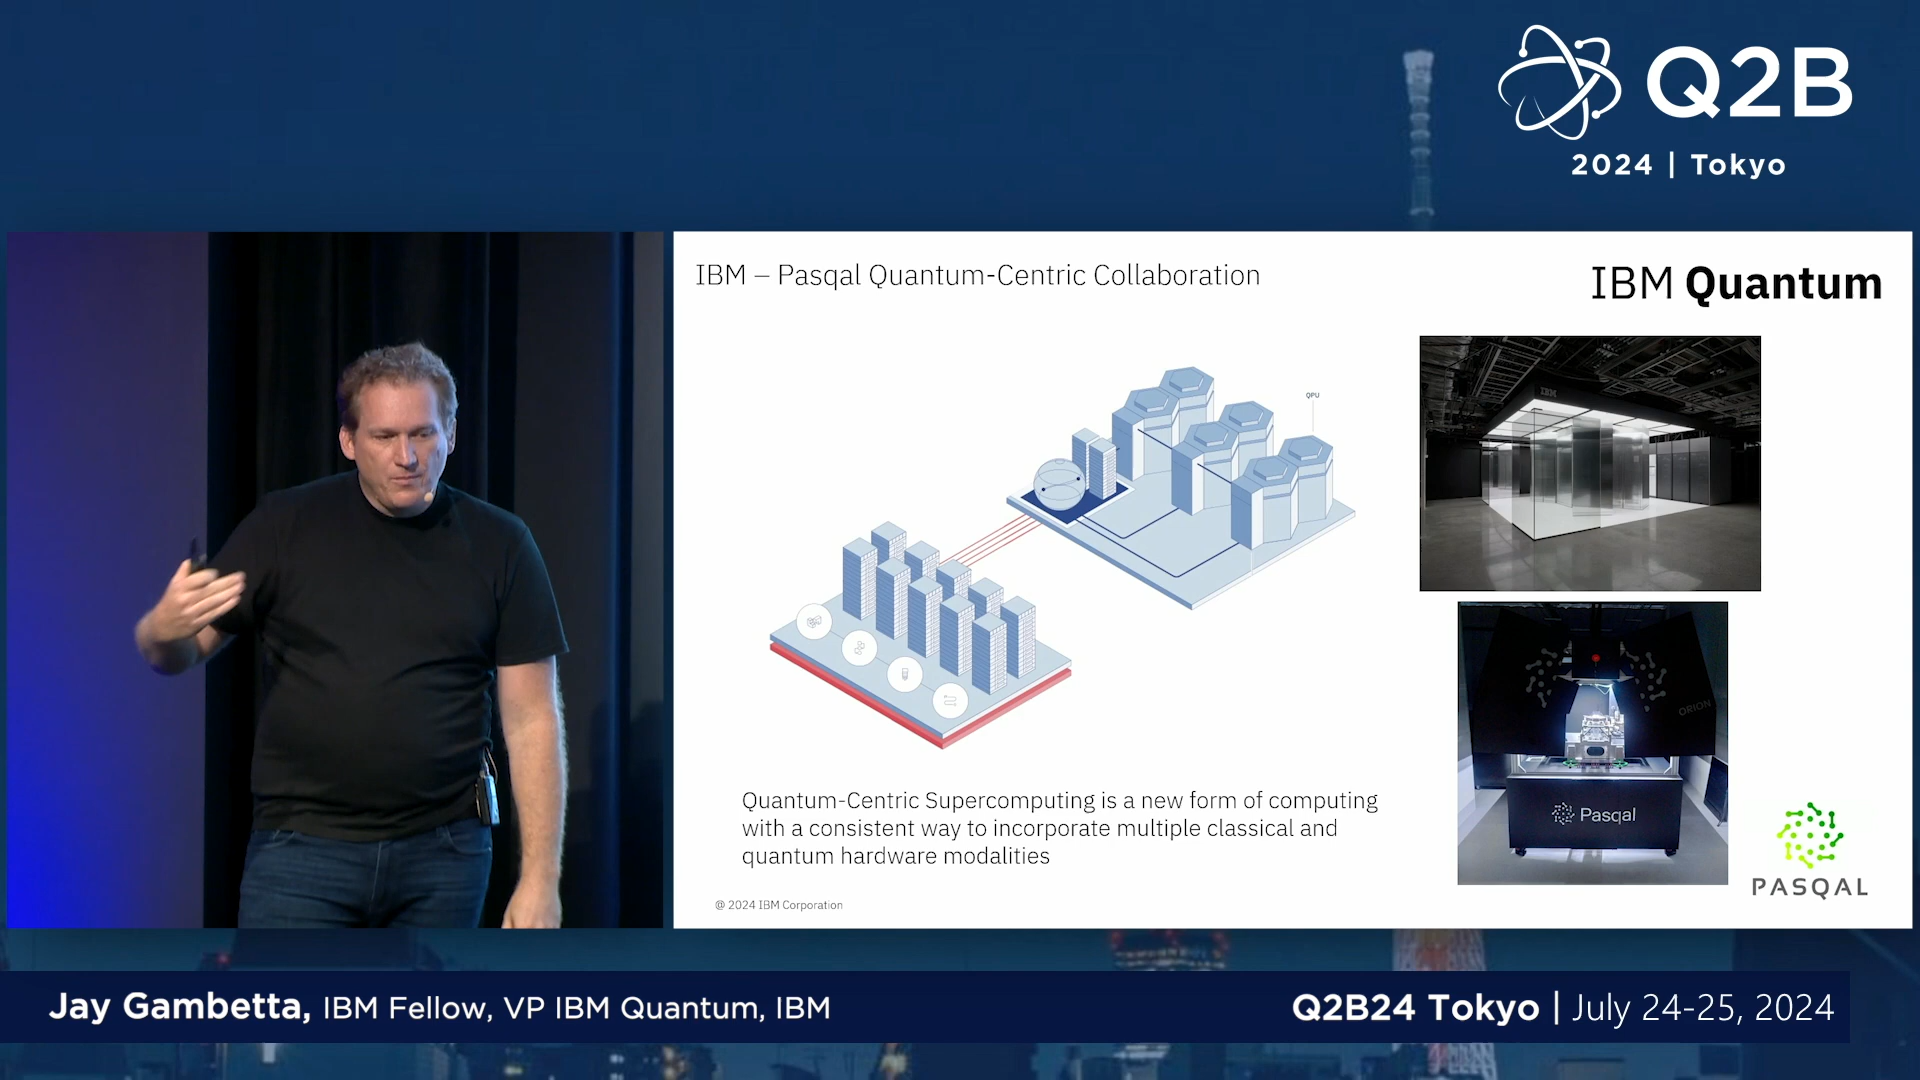 Q2B
2024 | Tokyo
IBM – Pasqal Quantum-Centric Collaboration
IBM Quantum
QPU
IBM
ORION
Pasqal
Quantum-Centric Supercomputing is a new form of computing
with a consistent way to incorporate multiple classical and
quantum hardware modalities
PASQAL
@ 2024 IBM Corporation
Jay Gambetta, IBM Fellow, VP IBM Quantum, IBM
Q2B24 Tokyo | July 24-25, 2024